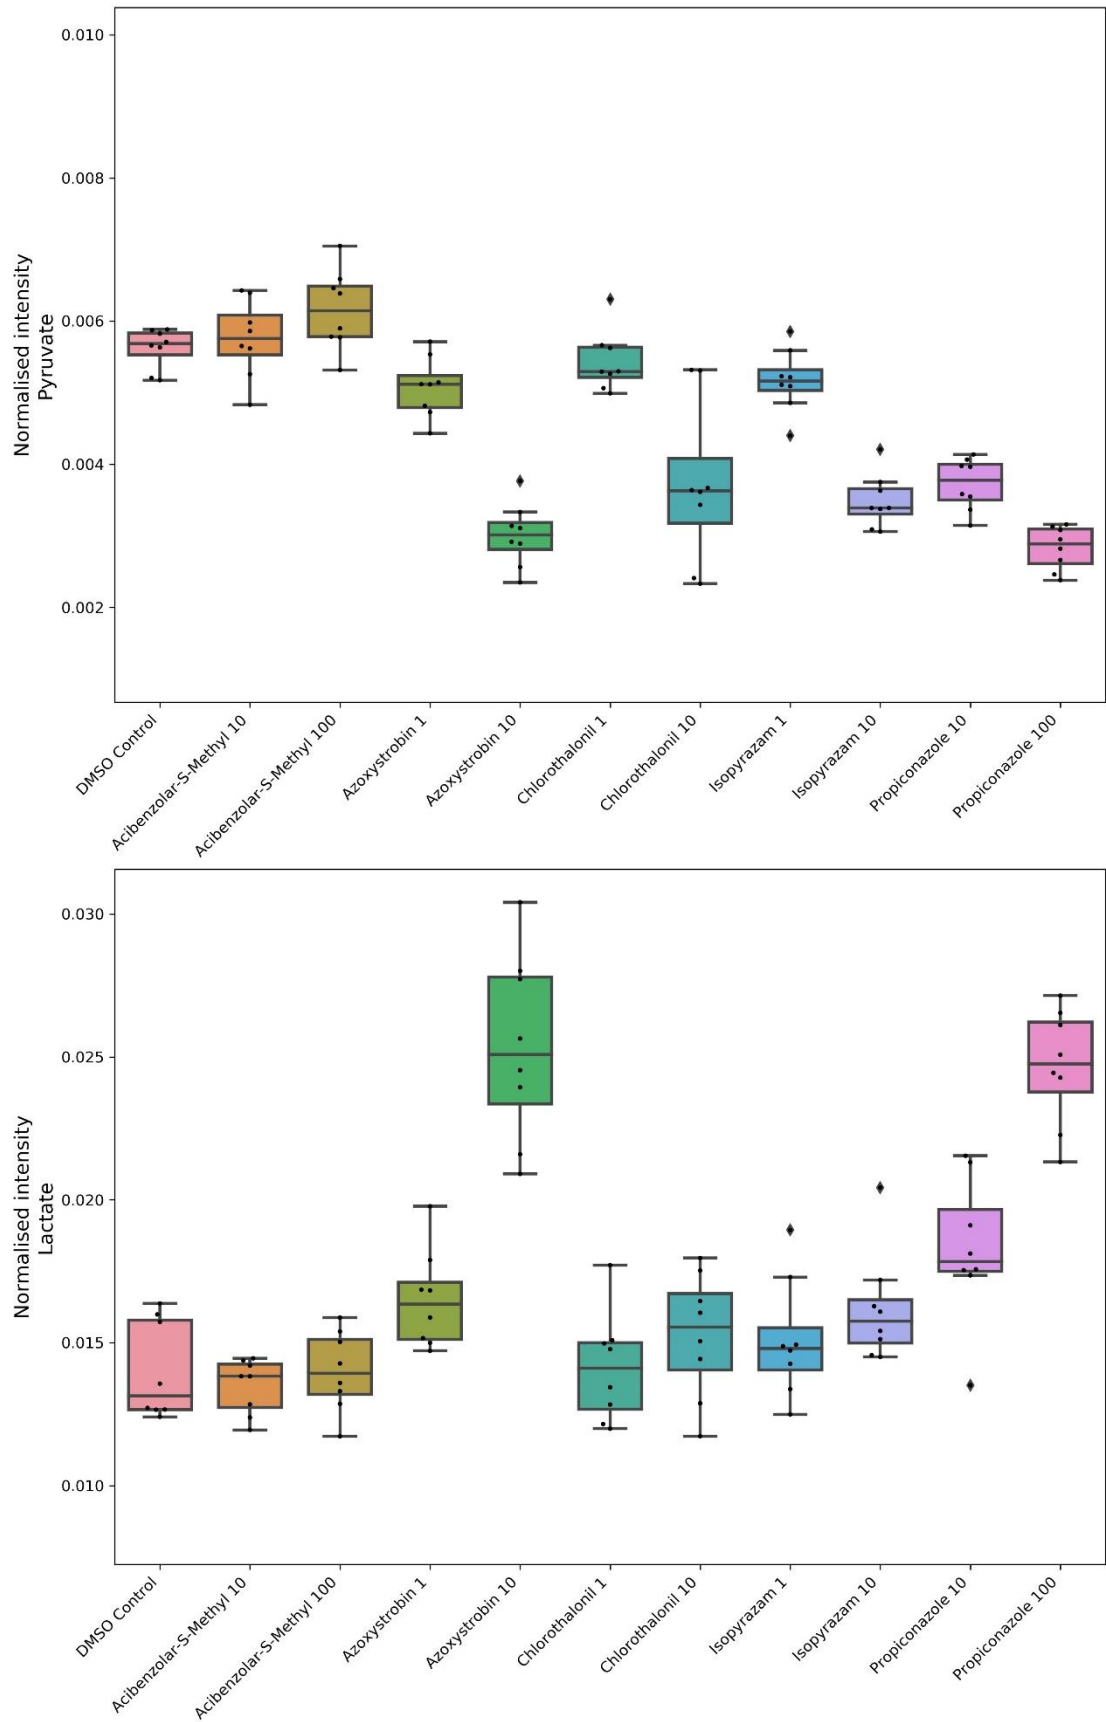 0.010
0.008
0.006
0.004
0.002
Normalised intensity
Pyruvate
DMSO Control
Acibenzolar-S-Methyl 10
Acibenzolar-S-Methyl 100
Azoxystrobin 1
Azoxystrobin 10
Chlorothalonil 1
Chlorothalonil 10
Isopyrazam 1
Isopyrazam 10
Propiconazole 10
Propiconazole 100
0.030
0.025
0.020
0.015
0.010
Normalised intensity
Lactate
DMSO Control
Acibenzolar-S-Methyl 10
Acibenzolar-S-Methyl 100
Azoxystrobin 1
Azoxystrobin 10
Chlorothalonil 1
Chlorothalonil 10
Isopyrazam 1
Isopyrazam 10
Propiconazole 10
Propiconazole 100